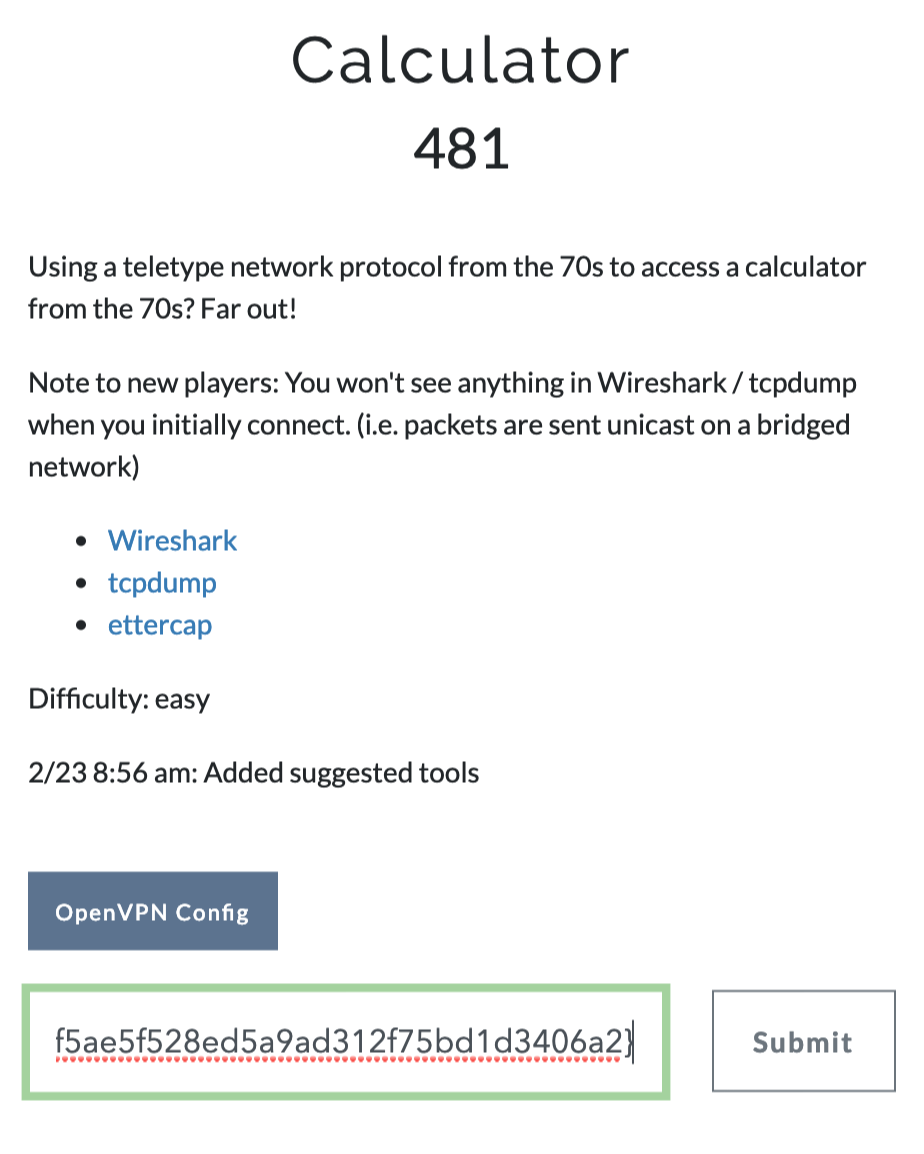 Calculator
481
Using a teletype network protocol from the 70s to access a calculator
from the 70s? Far out!
Note to new players: You won't see anything in Wireshark / tcpdump
when you initially connect. (i.e. packets are sent unicast on a bridged
network)
• Wireshark
• tcpdump
• ettercap
Difficulty: easy
2/23 8:56 am: Added suggested tools
OpenVPN Config
f5ae5f528ed5a9ad312f75bd1d3406a2}
Submit